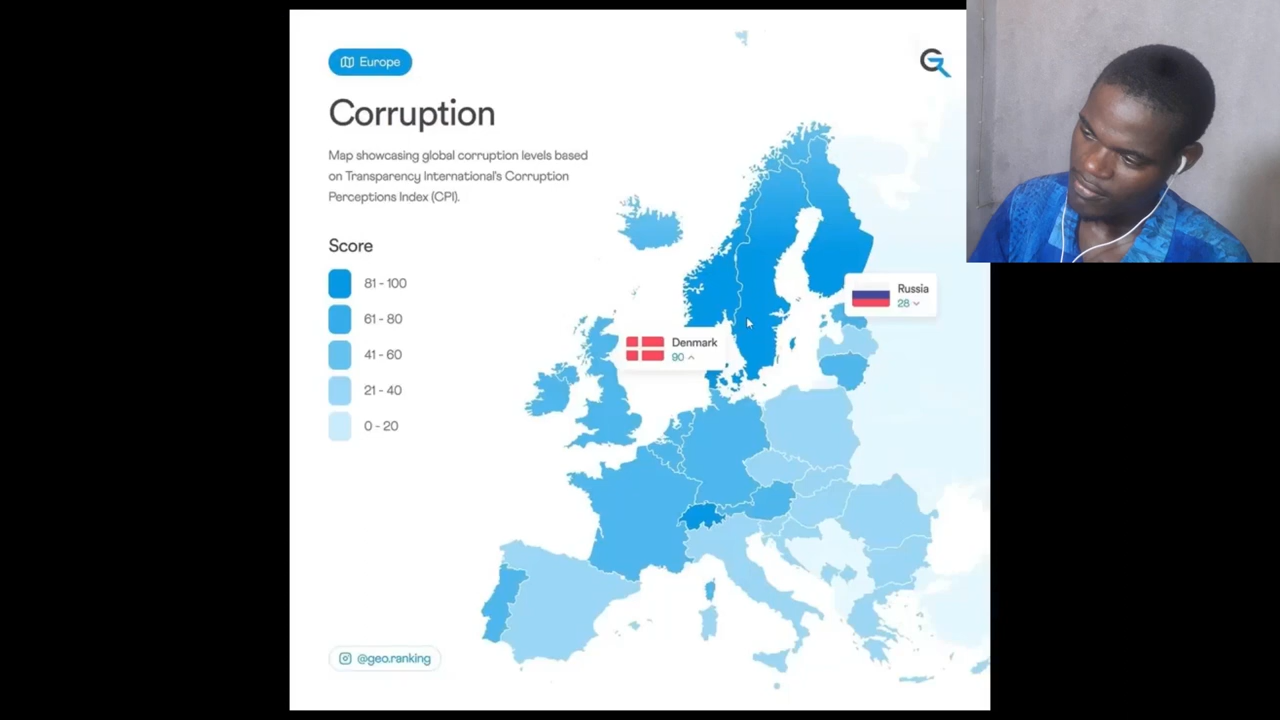 Europe
Corruption
Map showcasing global corruption levels based
on Transparency International's Corruption
Perceptions Index (CPI).
Score
81 - 100
61 - 80
41 - 60
21 - 40
0 - 20
Russia
28
Denmark
90
@geo.ranking